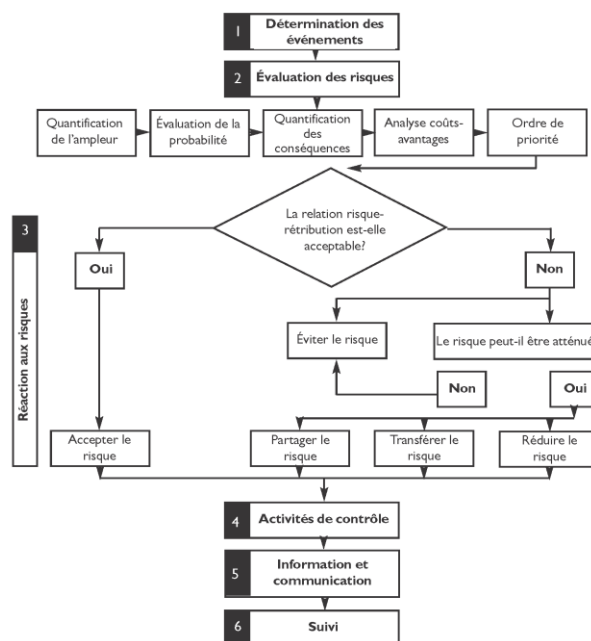 1
Détermination des
événements
2
Évaluation des risques
Quantification
de l'ampleur
Évaluation de la
probabilité
Quantification
des
conséquences
Analyse coûts-
avantages
Ordre de
priorité
La relation risque-
rétribution est-elle
acceptable?
3
Réaction aux risques
Oui
Non
Éviter le risque
Le risque peut-il être atténué
Non
Oui
Accepter le
risque
Partager le
risque
Transférer le
risque
Réduire le
risque
4
Activités de contrôle
5
Information et
communication
6
Suivi